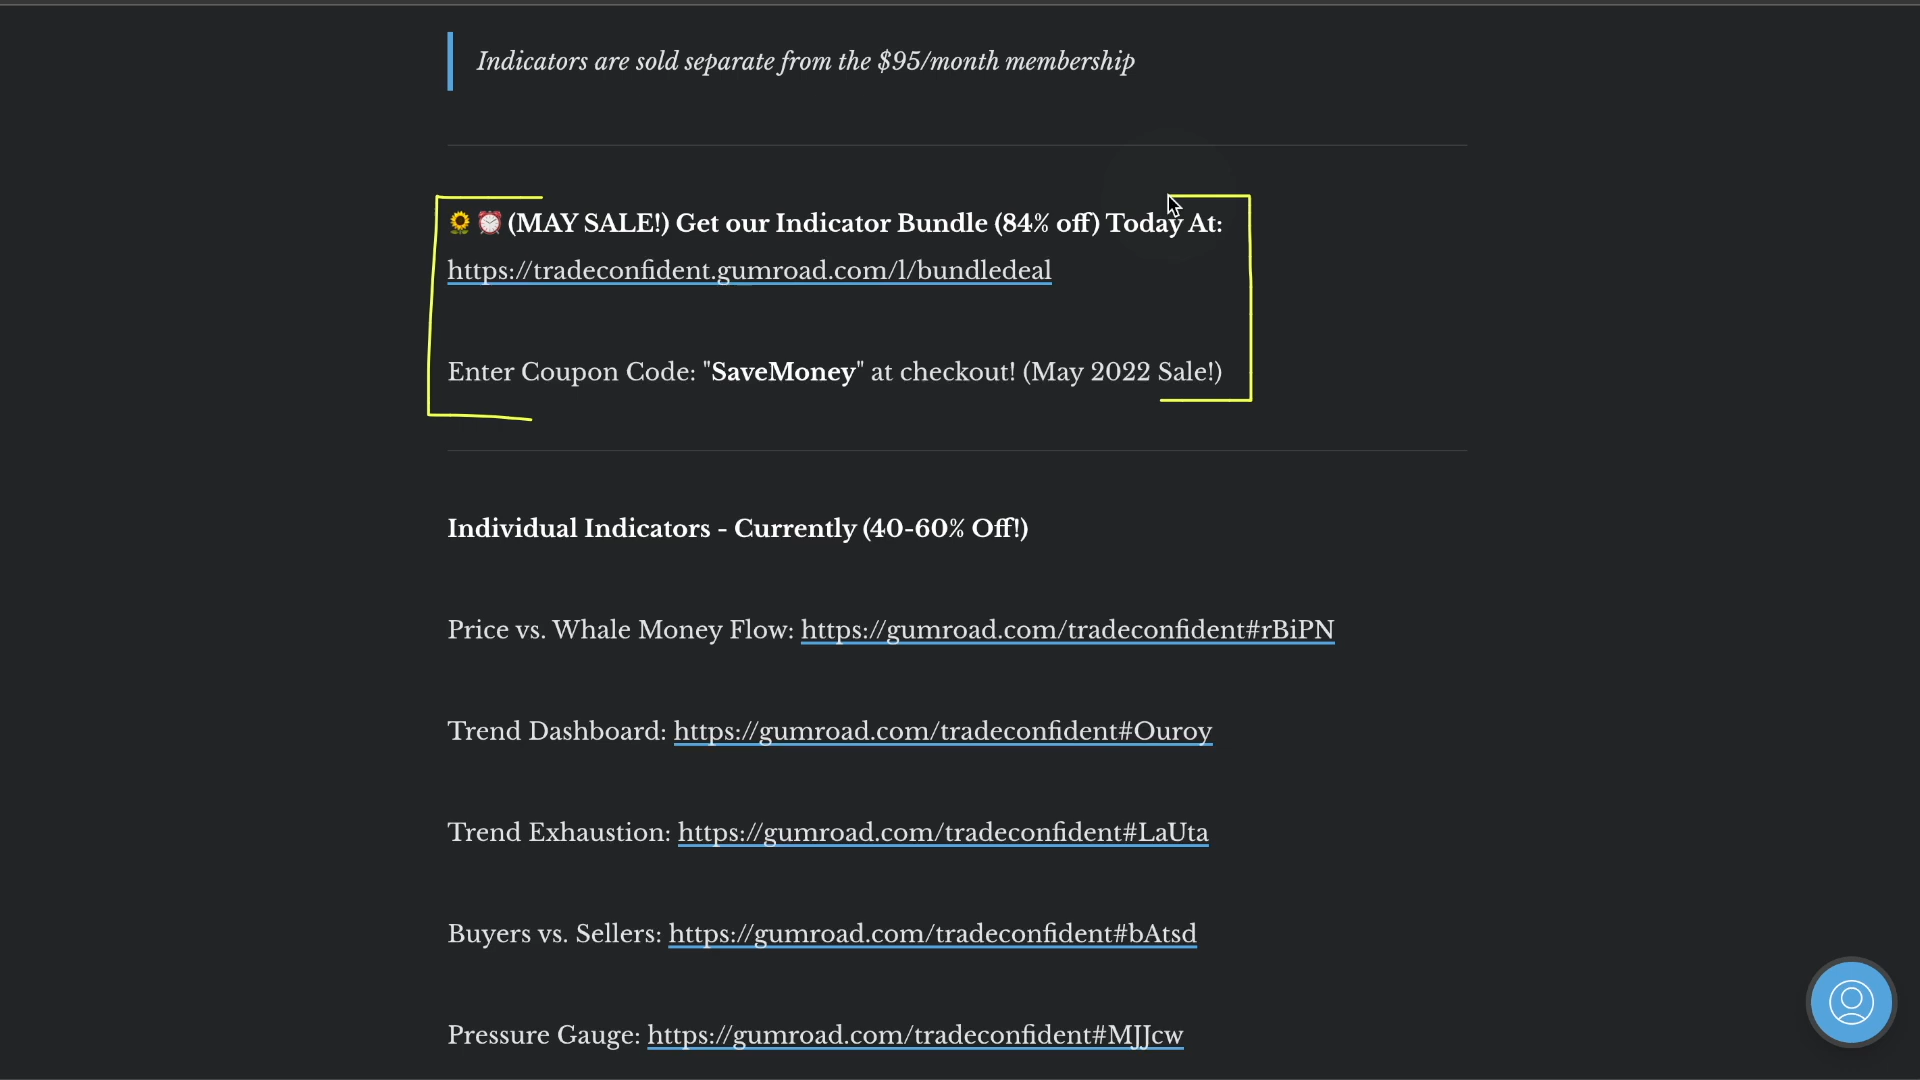 Indicators are sold separate from the $95/month membership
🌻⏰ (MAY SALE!) Get our Indicator Bundle (84% off) Today At:
https://tradeconfident.gumroad.com/l/bundledeal
Enter Coupon Code: "SaveMoney" at checkout! (May 2022 Sale!)
Individual Indicators - Currently (40-60% Off!)
Price vs. Whale Money Flow: https://gumroad.com/tradeconfident#rBiPN
Trend Dashboard: https://gumroad.com/tradeconfident#Ouroy
Trend Exhaustion: https://gumroad.com/tradeconfident#LaUta
Buyers vs. Sellers: https://gumroad.com/tradeconfident#bAtsd
Pressure Gauge: https://gumroad.com/tradeconfident#MJJcw